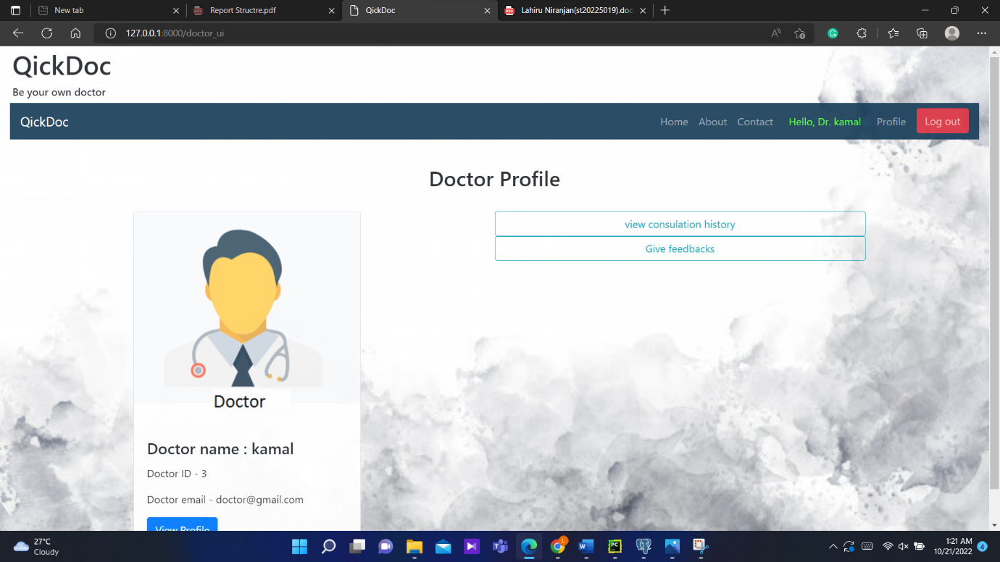 New tab
Report Structre.pdf
QickDoc
Lahiru Niranjan(st20225019).doc
127.0.0.1:8000/doctor_ui
QickDoc
Be your own doctor
QickDoc
Home
About
Contact
Hello, Dr. kamal
Profile
Log out
Doctor Profile
view consulation history
Give feedbacks
Doctor
Doctor name : kamal
Doctor ID - 3
Doctor email - doctor@gmail.com
View Profile
27°C
Cloudy
1:21 AM
10/21/2022
4